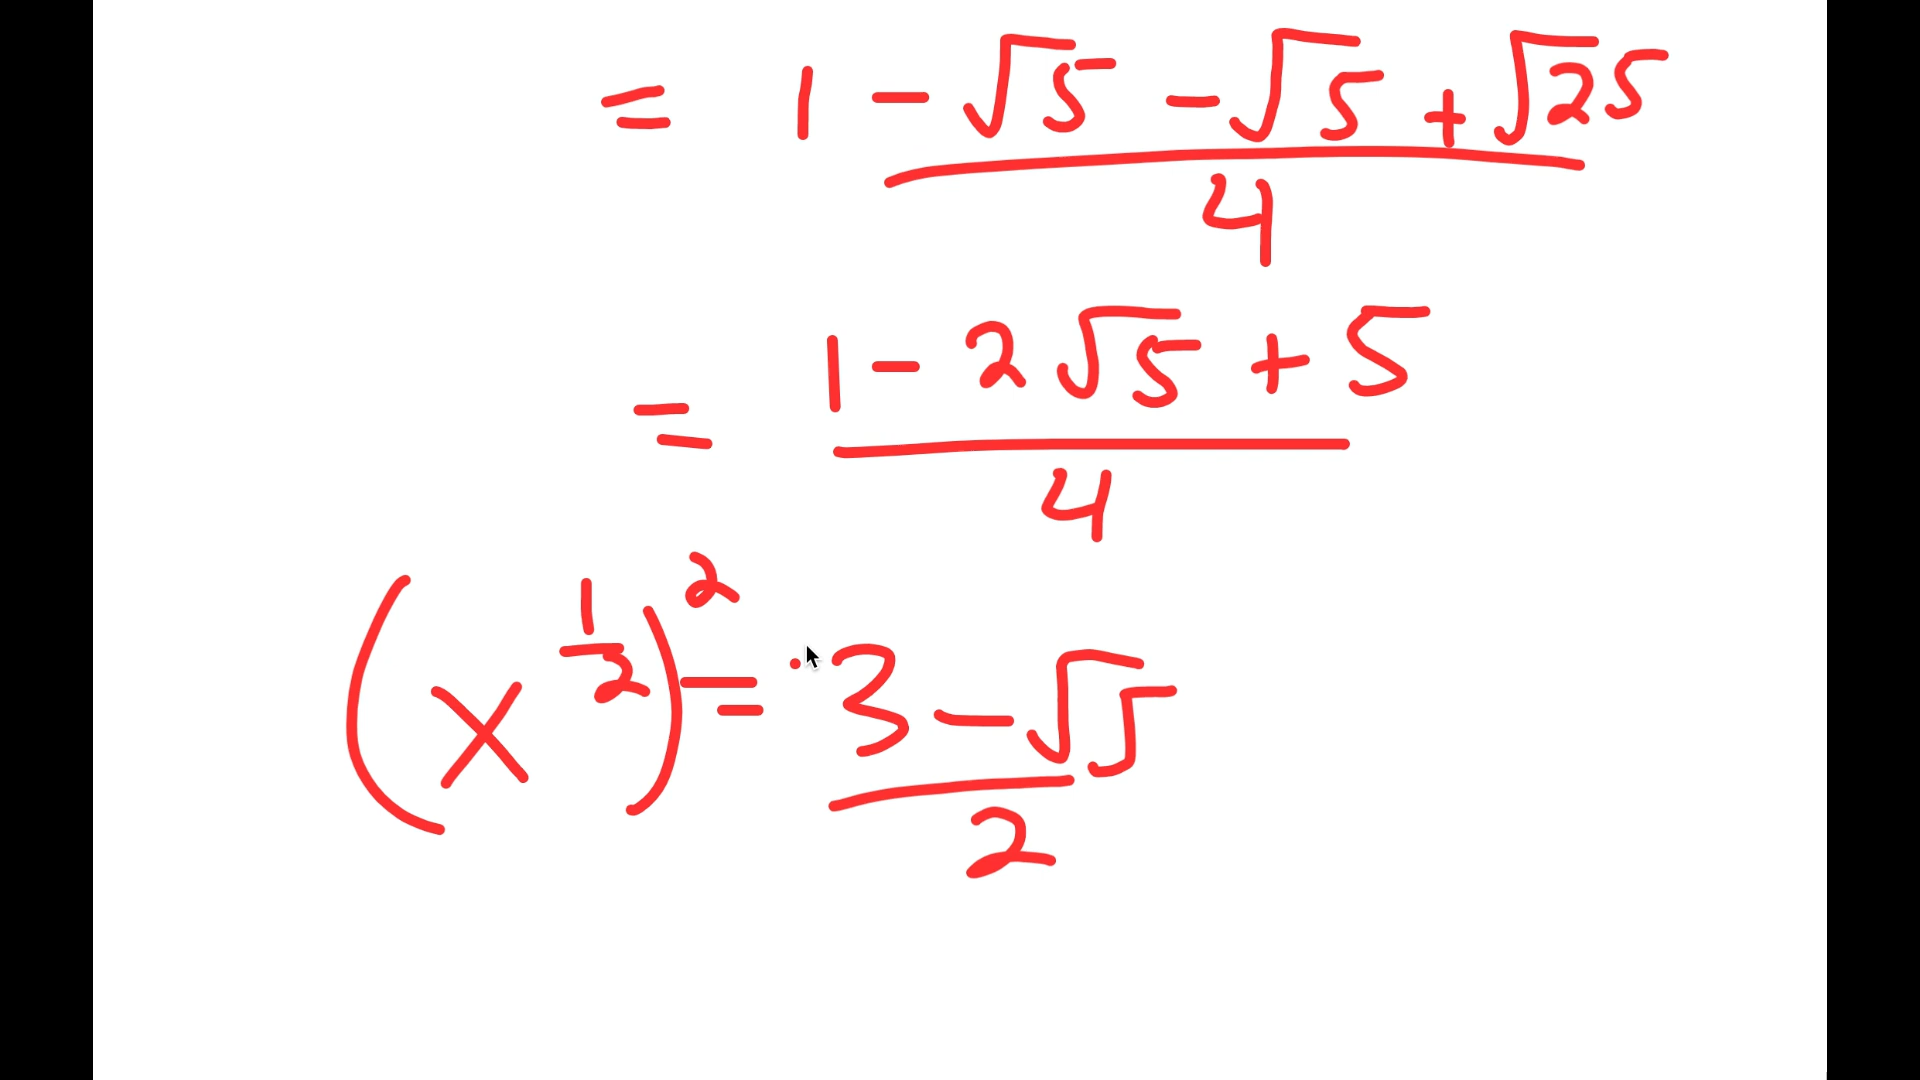 = 1 - √5 - √5 + √25
4
= 1 - 2√5 + 5
4
(x^1/2)^2 = 3 - √5
2